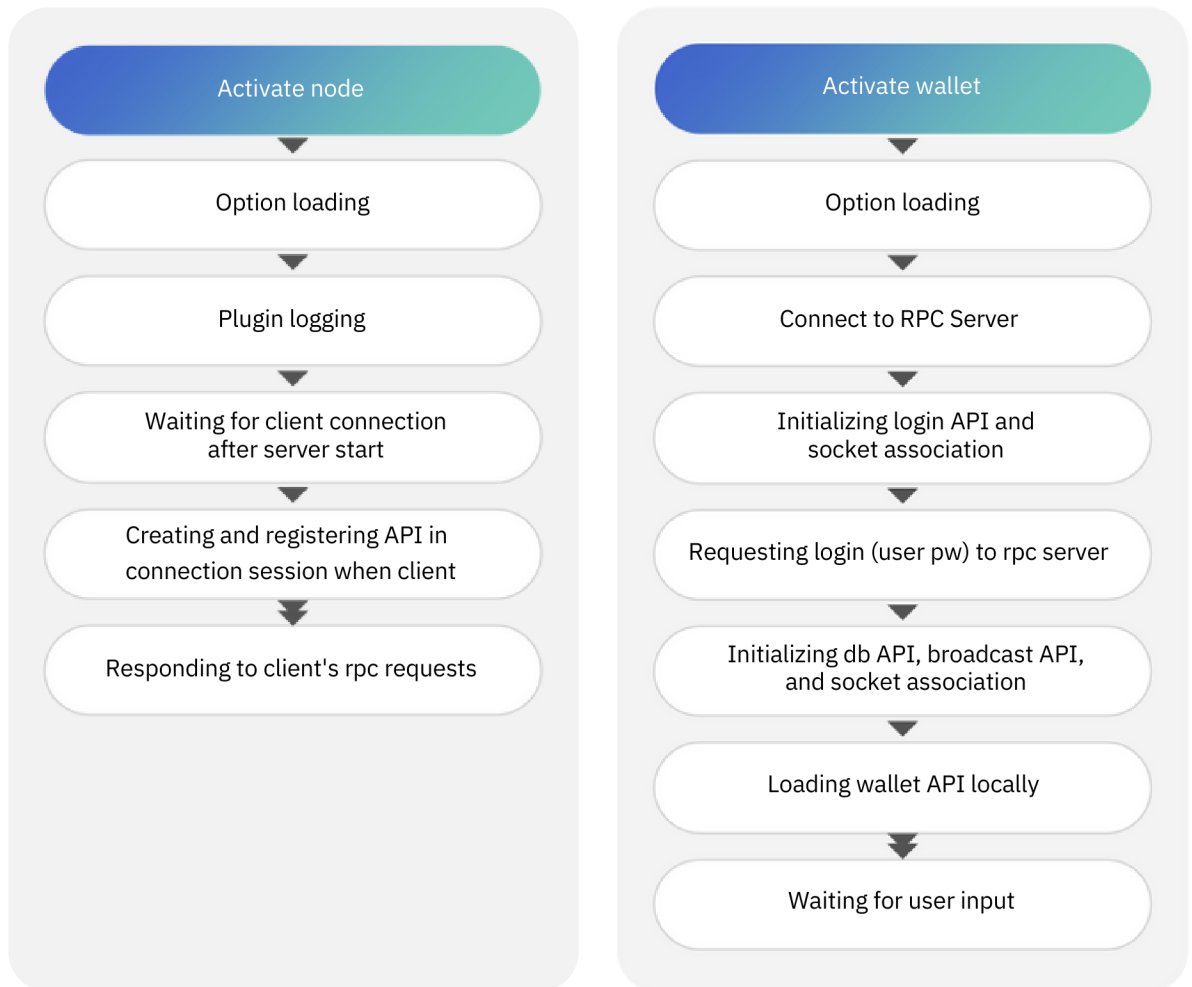 Activate node
Option loading
Plugin logging
Waiting for client connection
after server start
Creating and registering API in
connection session when client
Responding to client's rpc requests
Activate wallet
Option loading
Connect to RPC Server
Initializing login API and
socket association
Requesting login (user pw) to rpc server
Initializing db API, broadcast API,
and socket association
Loading wallet API locally
Waiting for user input